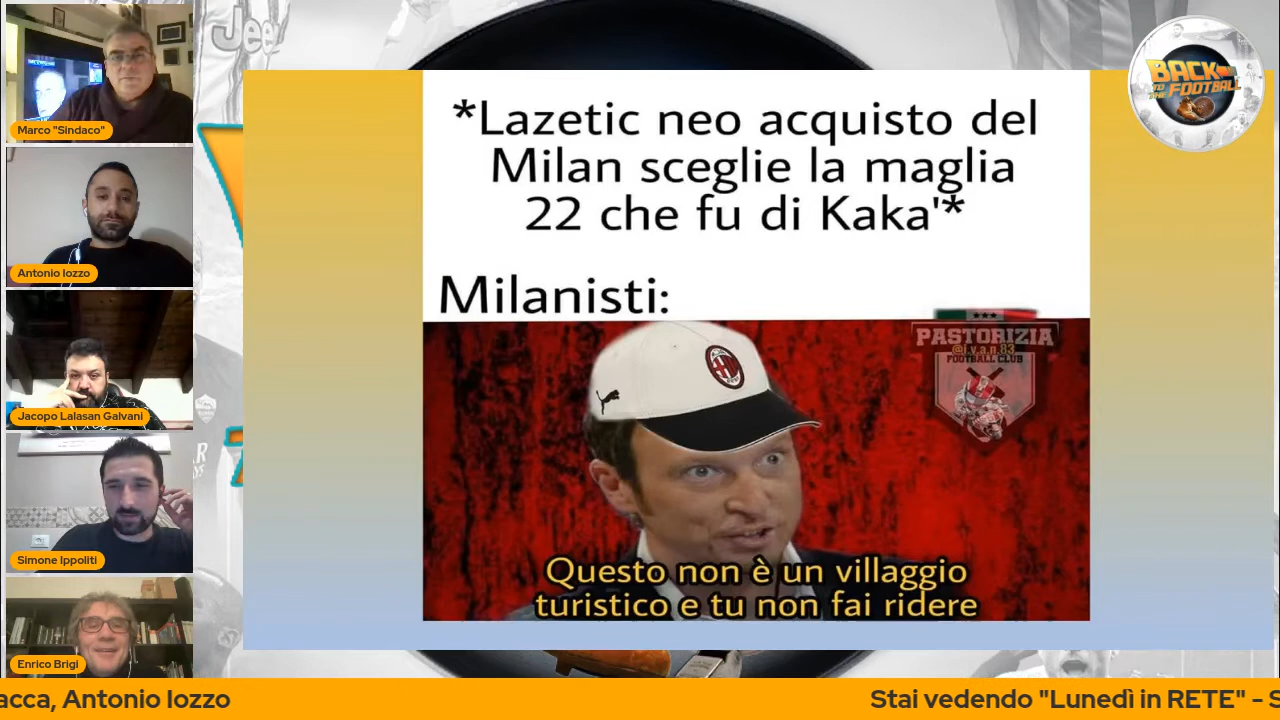 Marco "Sindaco"
Antonio Iozzo
Jacopo Lalasan Galvani
Simone Ippoliti
Enrico Brigi
Jeep
BACK
TO THE
FOOTBALL
*Lazetic neo acquisto del
Milan sceglie la maglia
22 che fu di Kaka'*
Milanisti:
PASTORIZIA
@i.v.a.n.83
FOOTBALL CLUB
Questo non è un villaggio
turistico e tu non fai ridere
acca, Antonio Iozzo
Stai vedendo "Lunedì in RETE" - S